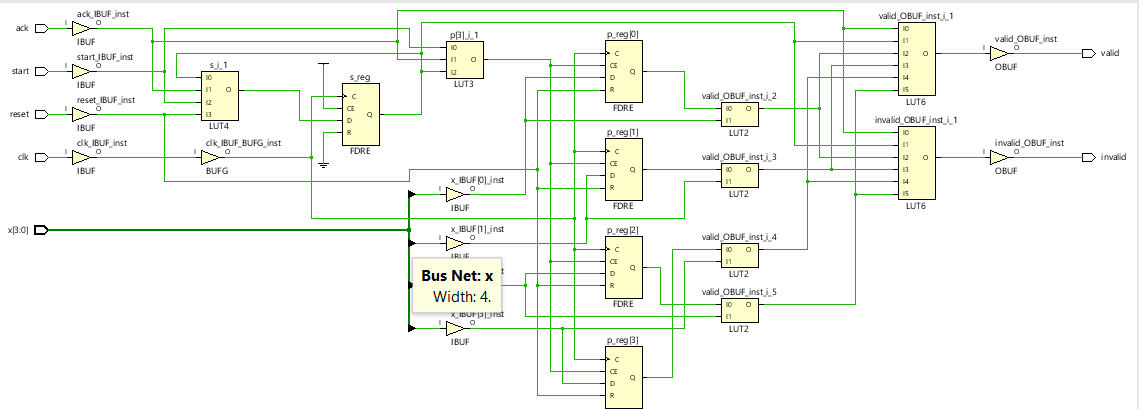 ack
ack_IBUF_inst
I
O
IBUF
start
start_IBUF_inst
I
O
IBUF
reset
reset_IBUF_inst
I
O
IBUF
clk
clk_IBUF_inst
I
O
IBUF
clk_IBUF_BUFG_inst
I
O
BUFG
s_i_1
I0
I1
I2
I3
O
LUT4
s_reg
C
CE
D
R
Q
FDRE
p[3]_i_1
I0
I1
I2
O
LUT3
x[3:0]
x_IBUF[0]_inst
I
O
IBUF
x_IBUF[1]_inst
I
O
IBUF
Bus Net: x
Width: 4.
x_IBUF[3]_inst
I
O
IBUF
p_reg[0]
C
CE
D
R
Q
FDRE
p_reg[1]
C
CE
D
R
Q
FDRE
p_reg[2]
C
CE
D
R
Q
FDRE
p_reg[3]
C
CE
D
R
Q
valid_OBUF_inst_i_2
I0
I1
O
LUT2
valid_OBUF_inst_i_3
I0
I1
O
LUT2
valid_OBUF_inst_i_4
I0
I1
O
LUT2
valid_OBUF_inst_i_5
I0
I1
O
LUT2
valid_OBUF_inst_i_1
I0
I1
I2
I3
I4
I5
O
LUT6
invalid_OBUF_inst_i_1
I0
I1
I2
I3
I4
I5
O
LUT6
valid_OBUF_inst
I
O
OBUF
valid
invalid_OBUF_inst
I
O
OBUF
invalid